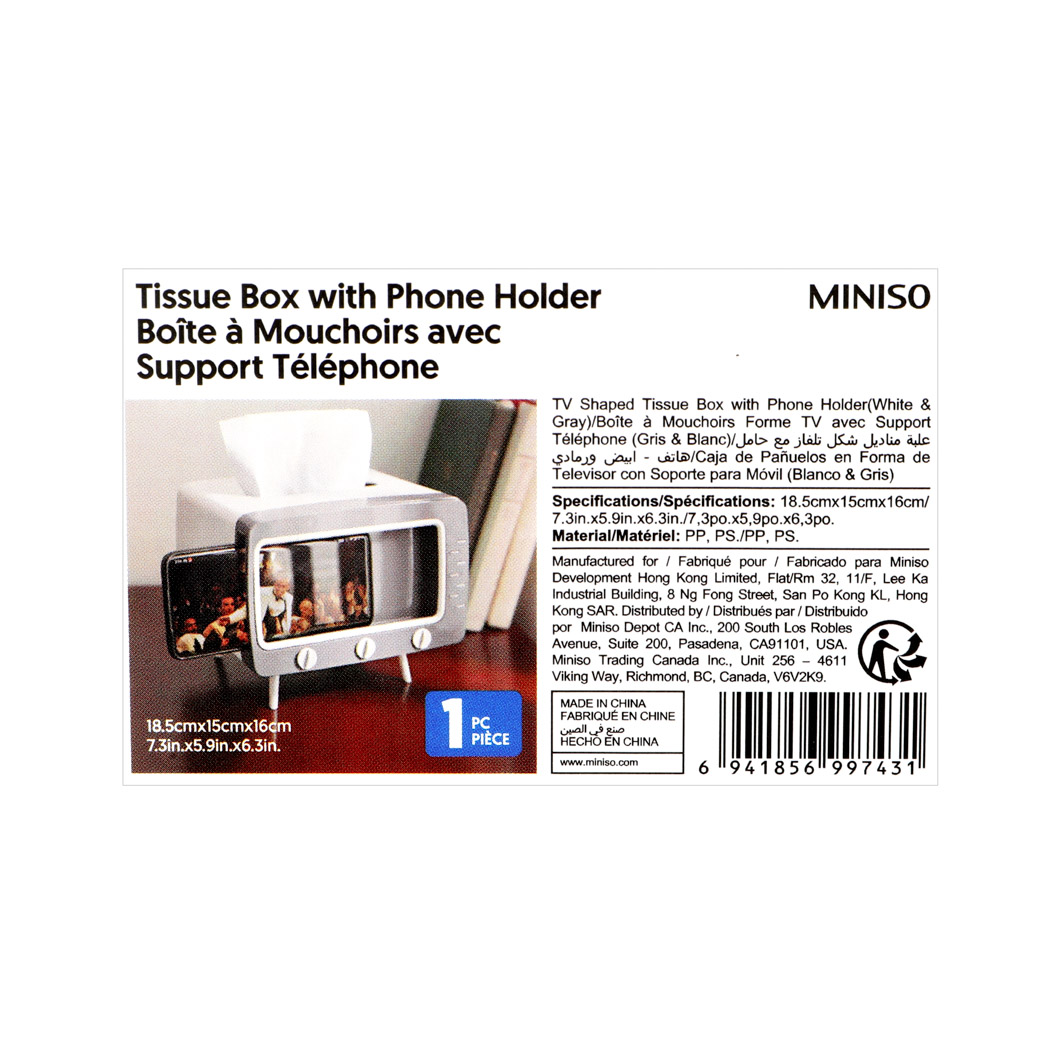 Tissue Box with Phone Holder
Boîte à Mouchoirs avec
Support Téléphone
MINISO
TV Shaped Tissue Box with Phone Holder(White &
Gray)/Boîte à Mouchoirs Forme TV avec Support
Téléphone (Gris & Blanc)/علبة مناديل شكل تلفاز مع حامل
هاتف - ابيض ورمادي/Caja de Pañuelos en Forma de
Televisor con Soporte para Móvil (Blanco & Gris)
Specifications/Spécifications: 18.5cmx15cmx16cm/
7.3in.x5.9in.x6.3in./7,3po.x5,9po.x6,3po.
Material/Matériel: PP, PS./PP, PS.
Manufactured for / Fabriqué pour / Fabricado para Miniso
Development Hong Kong Limited, Flat/Rm 32, 11/F, Lee Ka
Industrial Building, 8 Ng Fong Street, San Po Kong KL, Hong
Kong SAR. Distributed by / Distribués par / Distribuido
por Miniso Depot CA Inc., 200 South Los Robles
Avenue, Suite 200, Pasadena, CA91101, USA.
Miniso Trading Canada Inc., Unit 256 – 4611
Viking Way, Richmond, BC, Canada, V6V2K9.
18.5cmx15cmx16cm
7.3in.x5.9in.x6.3in.
1 PC
PIÈCE
MADE IN CHINA
FABRIQUÉ EN CHINE
صنع في الصين
HECHO EN CHINA
www.miniso.com
6 941856 997431